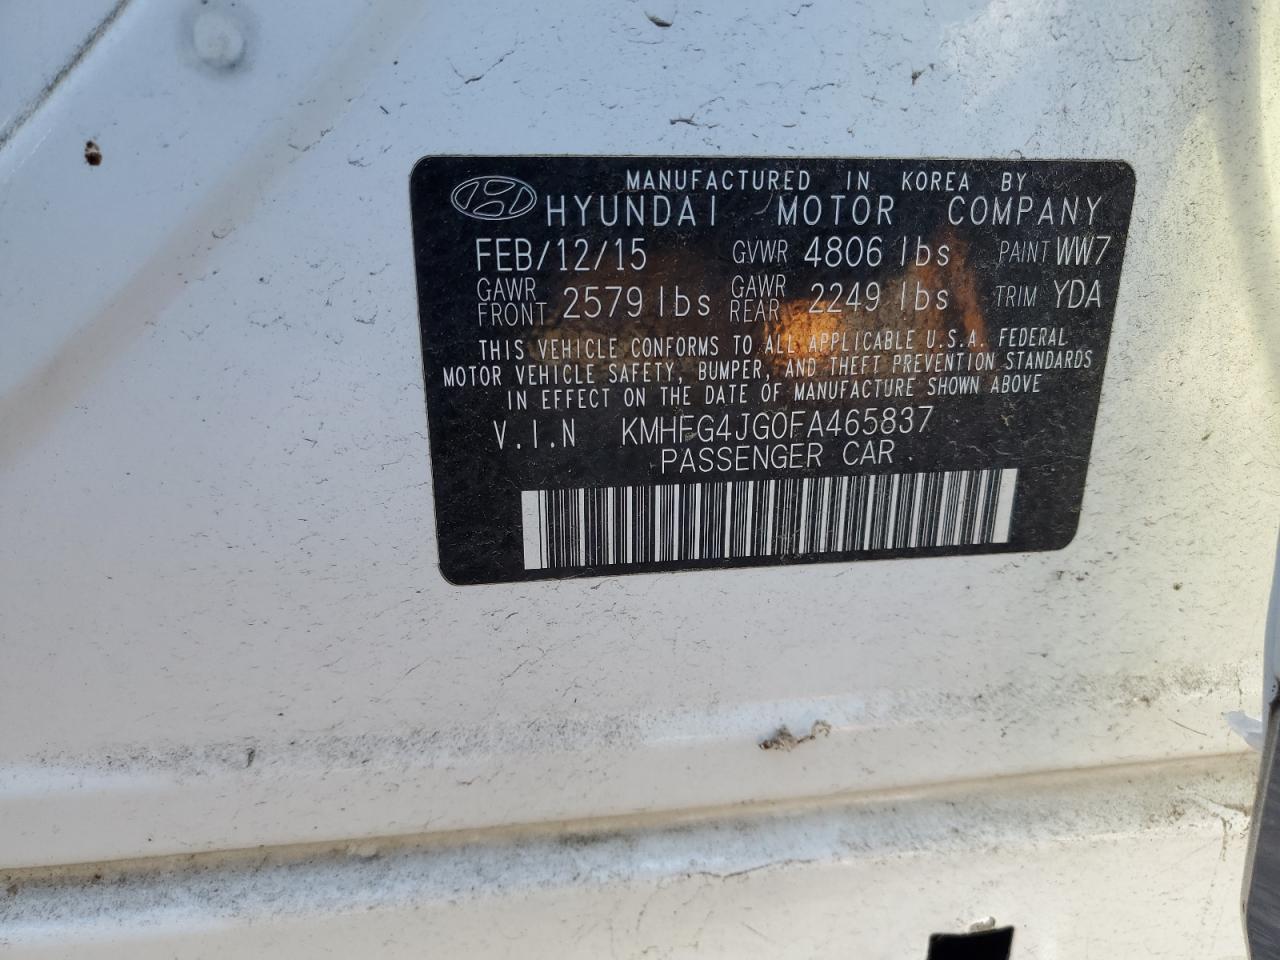 MANUFACTURED IN KOREA BY
HYUNDAI MOTOR COMPANY
FEB/12/15 GVWR 4806 lbs PAINT WW7
GAWR FRONT 2579 lbs GAWR REAR 2249 lbs TRIM YDA
THIS VEHICLE CONFORMS TO ALL APPLICABLE U.S.A. FEDERAL
MOTOR VEHICLE SAFETY, BUMPER, AND THEFT PREVENTION STANDARDS
IN EFFECT ON THE DATE OF MANUFACTURE SHOWN ABOVE
V.I.N KMHFG4JG0FA465837
PASSENGER CAR